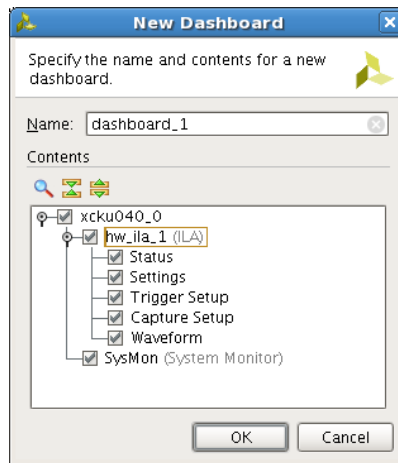 New Dashboard
Specify the name and contents for a new
dashboard.
Name: dashboard_1
Contents
xcku040_0
hw_ila_1 (ILA)
Status
Settings
Trigger Setup
Capture Setup
Waveform
SysMon (System Monitor)
OK Cancel